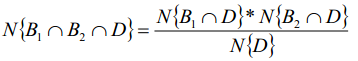 N{B₁ ∩ B₂ ∩ D} = N{B₁ ∩ D} * N{B₂ ∩ D} / N{D}